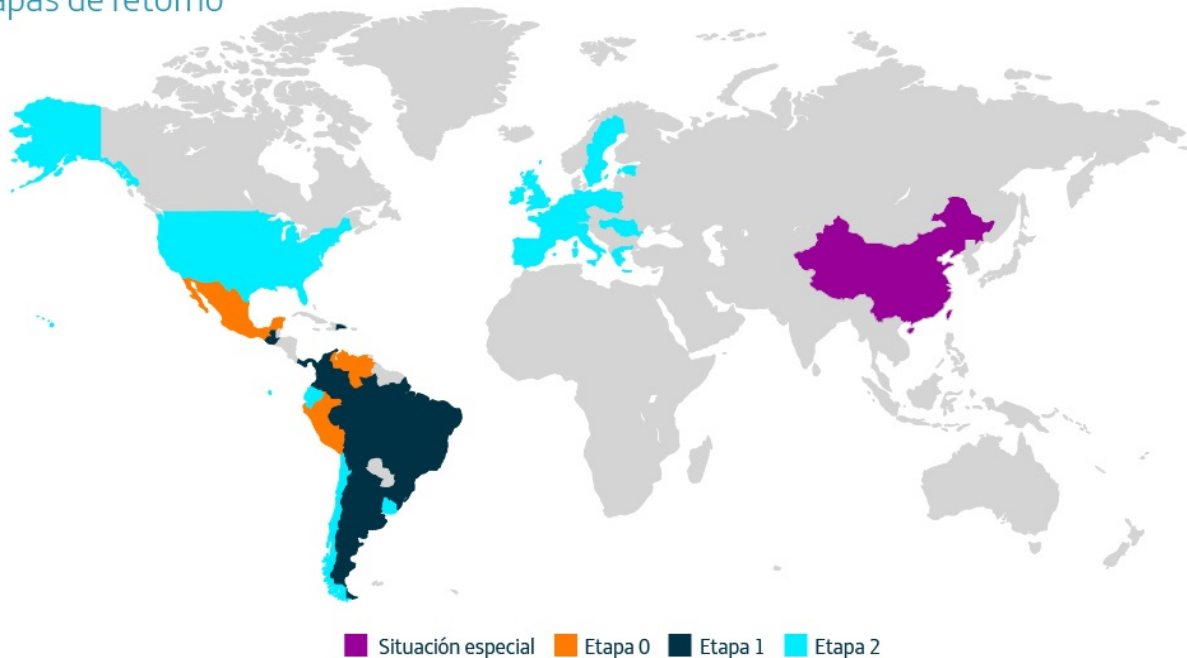 apas de retorno
Situación especial
Etapa 0
Etapa 1
Etapa 2